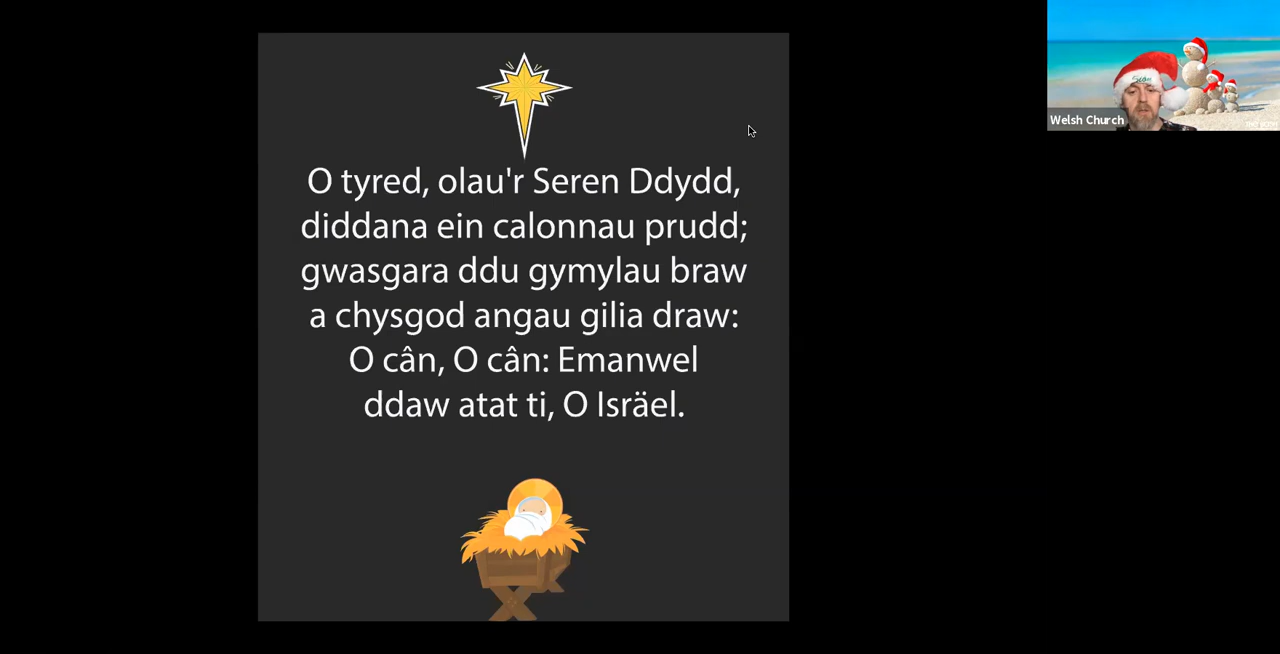 O tyred, olau'r Seren Ddydd,
diddana ein calonnau prudd;
gwasgara ddu gymylau braw
a chysgod angau gilia draw:
O cân, O cân: Emanwel
ddaw atat ti, O Isräel.
Welsh Church